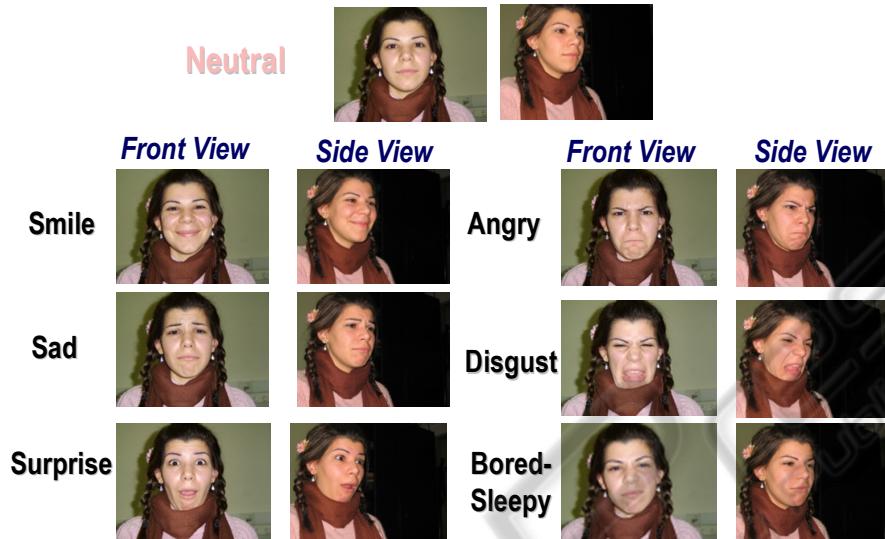 Neutral
Front View Side View Front View Side View
Smile Angry
Sad Disgust
Surprise Bored-
Sleepy